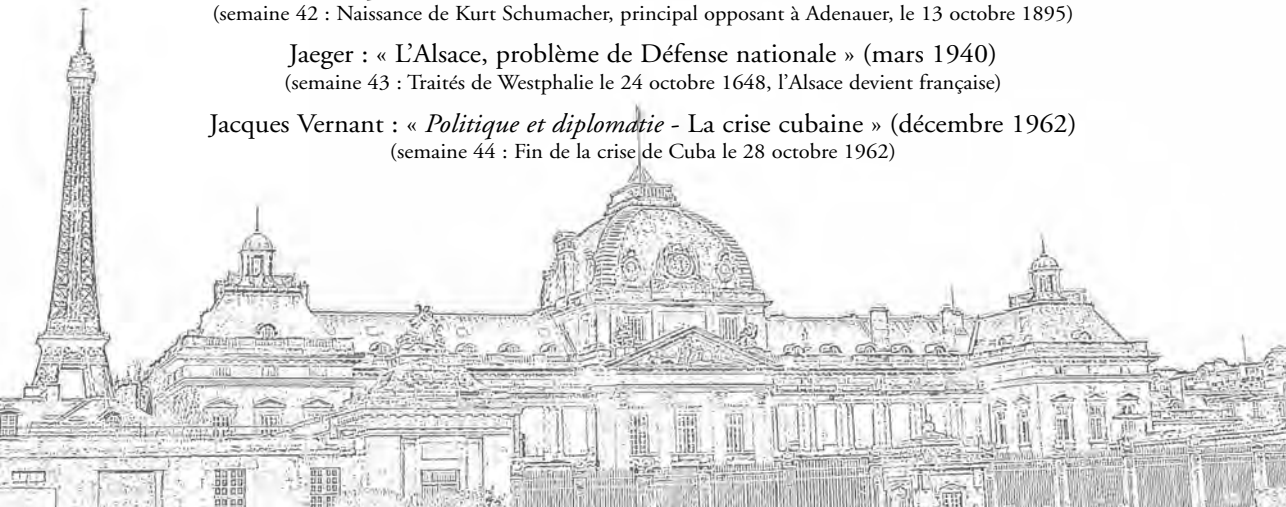 (semaine 42 : Naissance de Kurt Schumacher, principal opposant à Adenauer, le 13 octobre 1895)
Jaeger : « L'Alsace, problème de Défense nationale » (mars 1940)
(semaine 43 : Traités de Westphalie le 24 octobre 1648, l'Alsace devient française)
Jacques Vernant : « Politique et diplomatie - La crise cubaine » (décembre 1962)
(semaine 44 : Fin de la crise de Cuba le 28 octobre 1962)